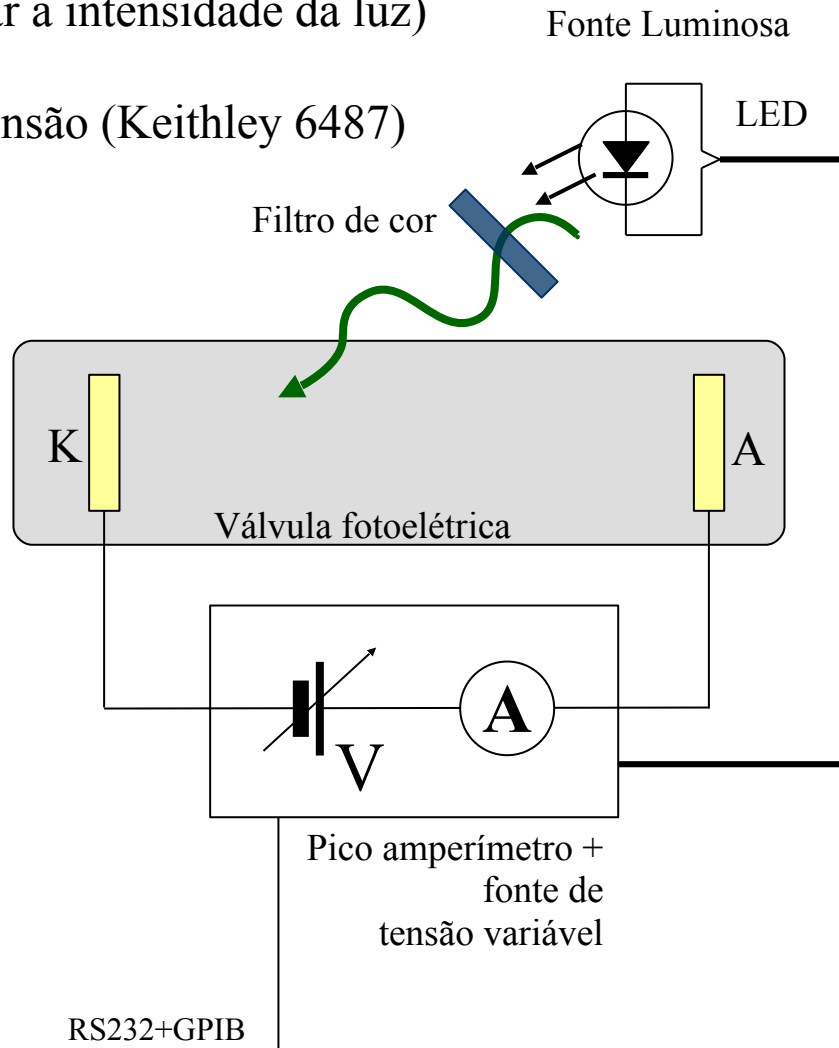 ar a intensidade da luz)
Fonte Luminosa
nsão (Keithley 6487)
LED
Filtro de cor
K
A
Válvula fotoelétrica
A
V
Pico amperímetro +
fonte de
tensão variável
RS232+GPIB